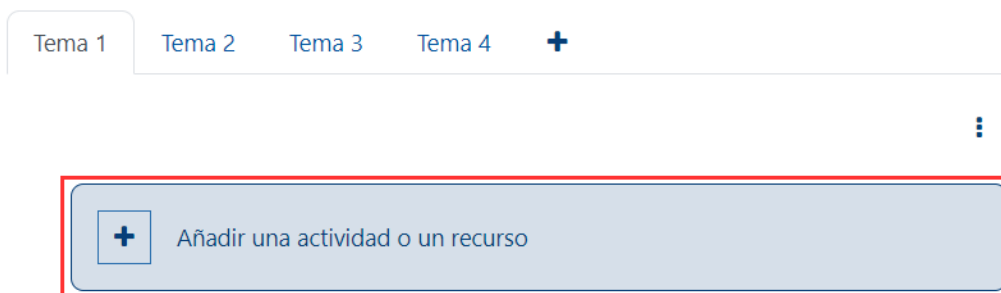 Tema 1 Tema 2 Tema 3 Tema 4
Añadir una actividad o un recurso